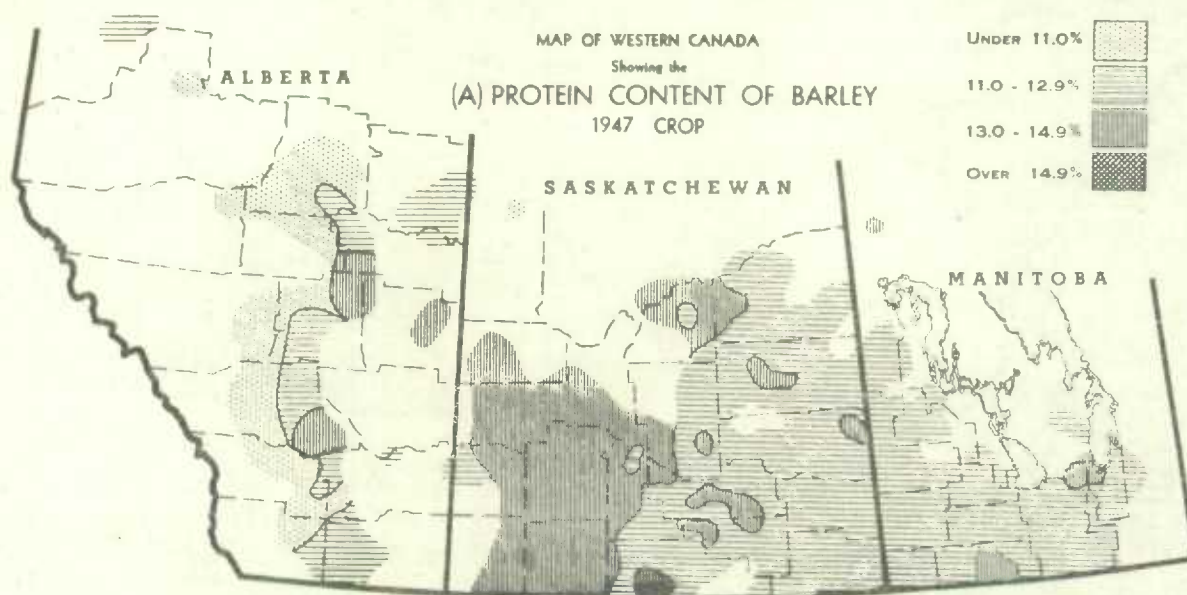 MAP OF WESTERN CANADA
Showing the
(A) PROTEIN CONTENT OF BARLEY
1947 CROP
UNDER 11.0%
11.0 - 12.9%
13.0 - 14.9%
OVER 14.9%
ALBERTA
SASKATCHEWAN
MANITOBA